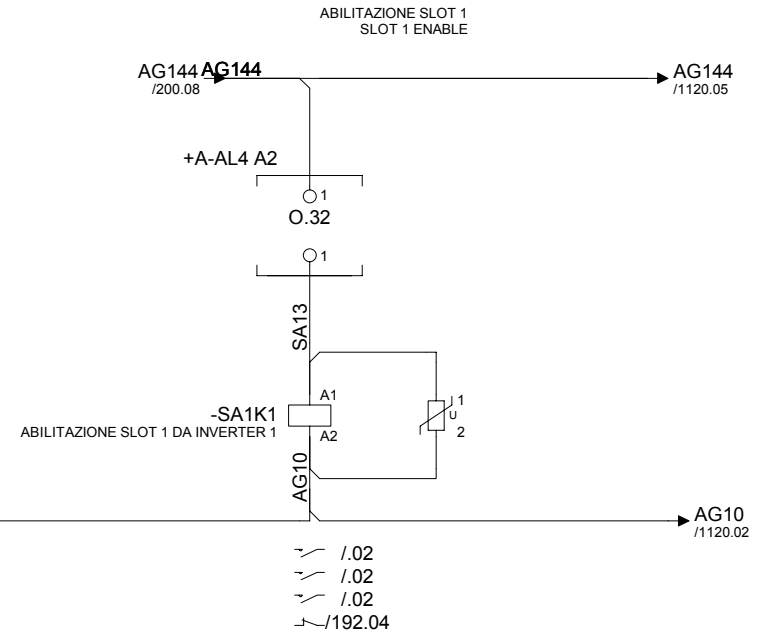 ABILITAZIONE SLOT 1
SLOT 1 ENABLE
AG144 AG144
/200.08
AG144
/1120.05
+A-AL4 A2
1
O.32
1
SA13
-SA1K1
ABILITAZIONE SLOT 1 DA INVERTER 1
A1
A2
1
U
2
AG10
AG10
/1120.02
/.02
/.02
/.02
/192.04